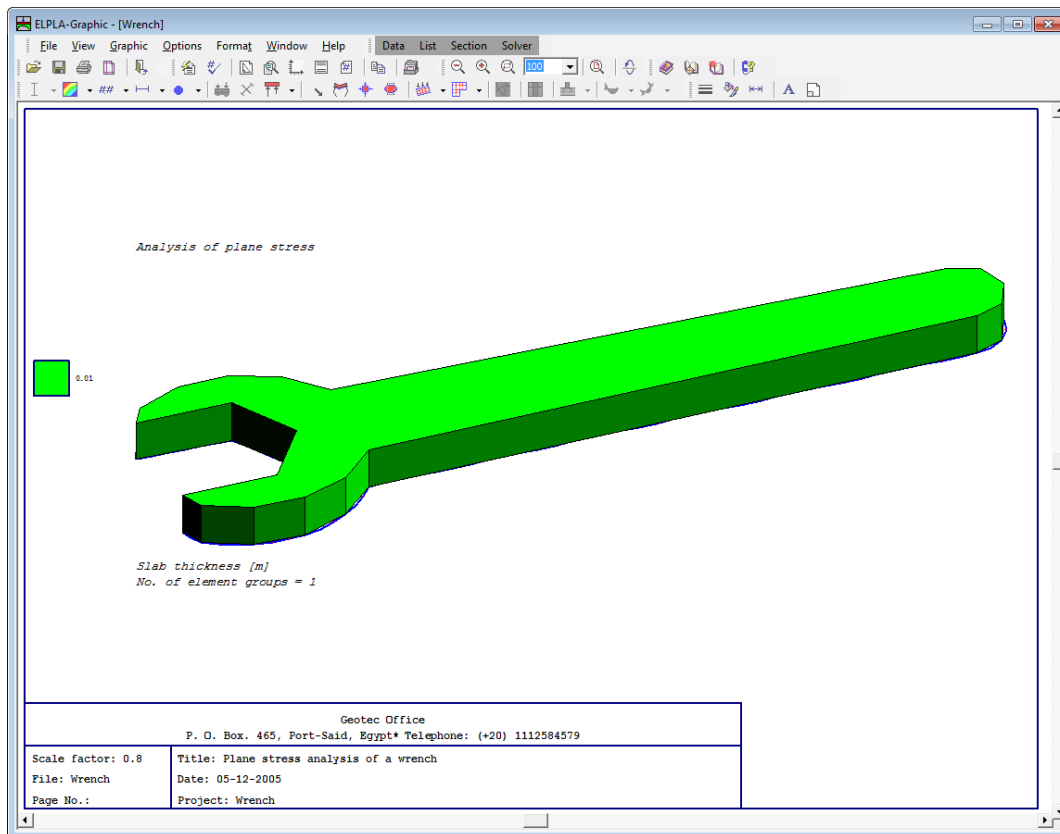 ELPLA-Graphic - [Wrench]
File View Graphic Options Format Window Help Data List Section Solver
100
##
A
Analysis of plane stress
0.01
Slab thickness [m]
No. of element groups = 1
Geotec Office
P. O. Box. 465, Port-Said, Egypt* Telephone: (+20) 1112584579
Scale factor: 0.8
Title: Plane stress analysis of a wrench
File: Wrench
Date: 05-12-2005
Page No.:
Project: Wrench